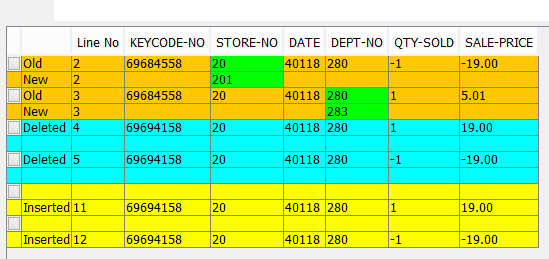 Line No KEYCODE-NO STORE-NO DATE DEPT-NO QTY-SOLD SALE-PRICE
Old 2 69684558 20 40118 280 -1 -19.00
New 2 201
Old 3 69684558 20 40118 280 1 5.01
New 3 283
Deleted 4 69694158 20 40118 280 1 19.00
Deleted 5 69694158 20 40118 280 -1 -19.00
Inserted 11 69694158 20 40118 280 1 19.00
Inserted 12 69694158 20 40118 280 -1 -19.00